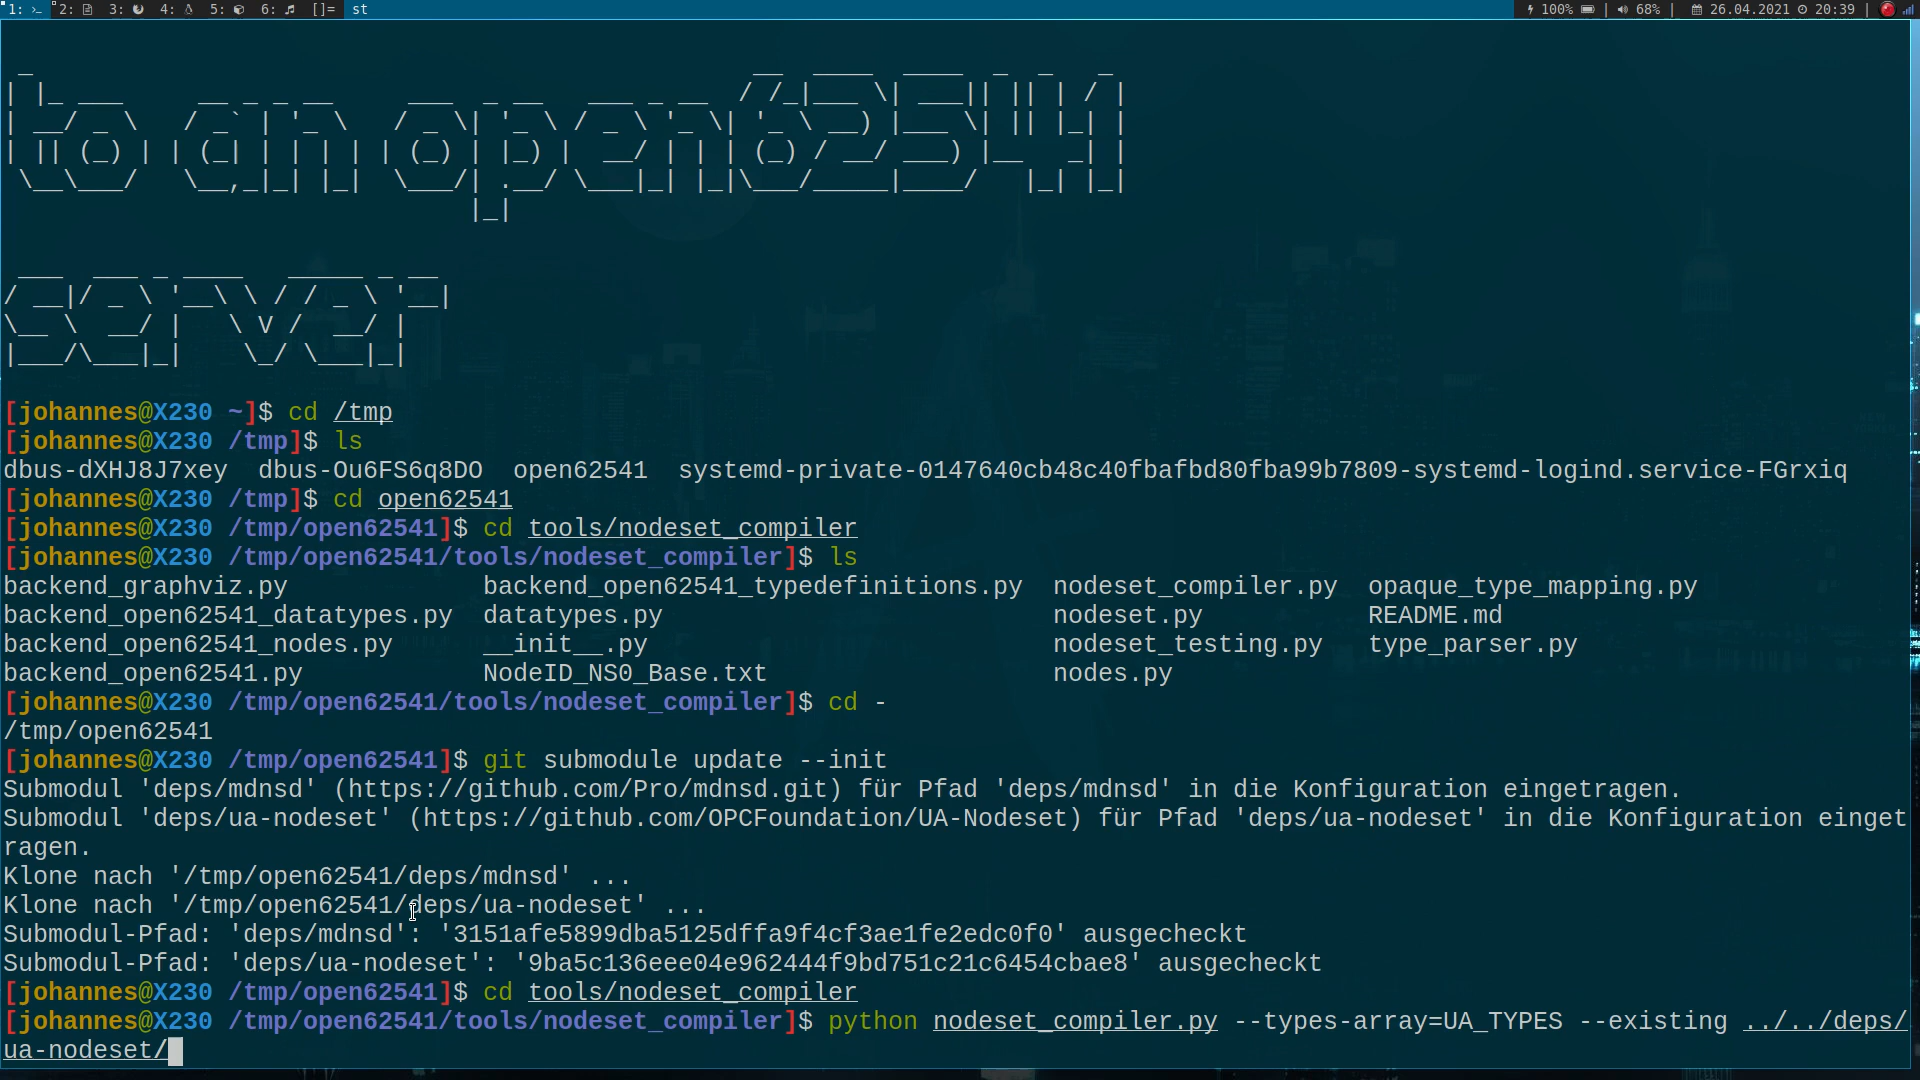 1: 2: 3: 4: 5: 6: []= st 100% | 68% | 26.04.2021 20:39 |
to an open62541
server
[johannes@X230 ~]$ cd /tmp
[johannes@X230 /tmp]$ ls
dbus-dXHJ8J7xey dbus-Ou6FS6q8DO open62541 systemd-private-0147640cb48c40fbafbd80fba99b7809-systemd-logind.service-FGrxiq
[johannes@X230 /tmp]$ cd open62541
[johannes@X230 /tmp/open62541]$ cd tools/nodeset_compiler
[johannes@X230 /tmp/open62541/tools/nodeset_compiler]$ ls
backend_graphviz.py backend_open62541_typedefinitions.py nodeset_compiler.py opaque_type_mapping.py
backend_open62541_datatypes.py datatypes.py nodeset.py README.md
backend_open62541_nodes.py __init__.py nodeset_testing.py type_parser.py
backend_open62541.py NodeID_NS0_Base.txt nodes.py
[johannes@X230 /tmp/open62541/tools/nodeset_compiler]$ cd -
/tmp/open62541
[johannes@X230 /tmp/open62541]$ git submodule update --init
Submodul 'deps/mdnsd' (https://github.com/Pro/mdnsd.git) für Pfad 'deps/mdnsd' in die Konfiguration eingetragen.
Submodul 'deps/ua-nodeset' (https://github.com/OPCFoundation/UA-Nodeset) für Pfad 'deps/ua-nodeset' in die Konfiguration einget
ragen.
Klone nach '/tmp/open62541/deps/mdnsd' ...
Klone nach '/tmp/open62541/deps/ua-nodeset' ...
Submodul-Pfad: 'deps/mdnsd': '3151afe5899dba5125dffa9f4cf3ae1fe2edc0f0' ausgecheckt
Submodul-Pfad: 'deps/ua-nodeset': '9ba5c136eee04e962444f9bd751c21c6454cbae8' ausgecheckt
[johannes@X230 /tmp/open62541]$ cd tools/nodeset_compiler
[johannes@X230 /tmp/open62541/tools/nodeset_compiler]$ python nodeset_compiler.py --types-array=UA_TYPES --existing ../../deps/
ua-nodeset/